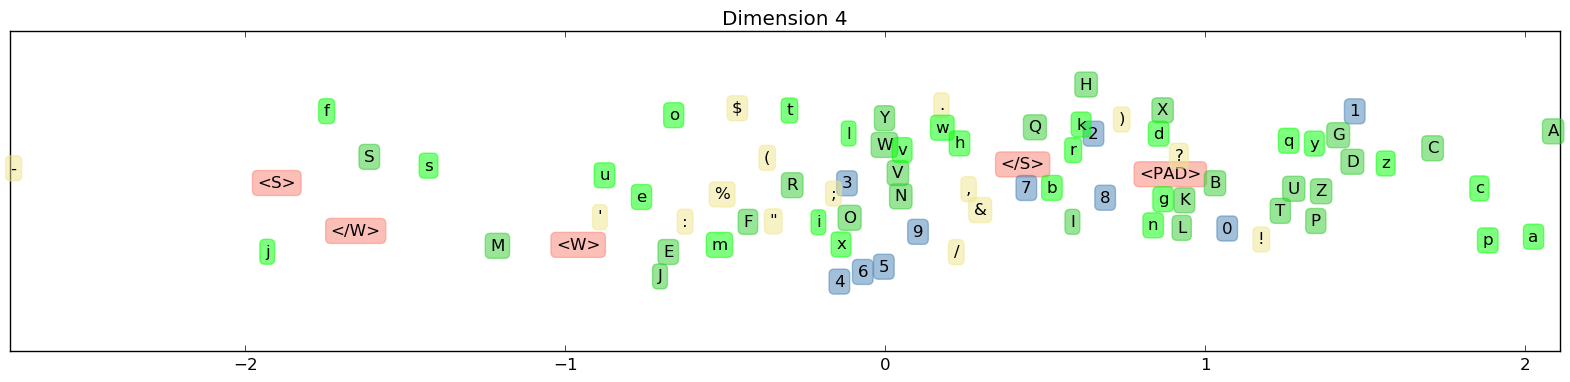 Dimension 4
H
f o $ t Y . ) X 1
l w Q k 2 d G A
W v h r q y C
S s ( </S> ? D z
- u V <PAD>
<S> R 3 , 7 b B U Z c
e % ; N 8 g K
' : F " i O & I n T P
</W> 9 L 0
M <W> m x ! p a
j E /
J 6 5
4
−2 −1 0 1 2